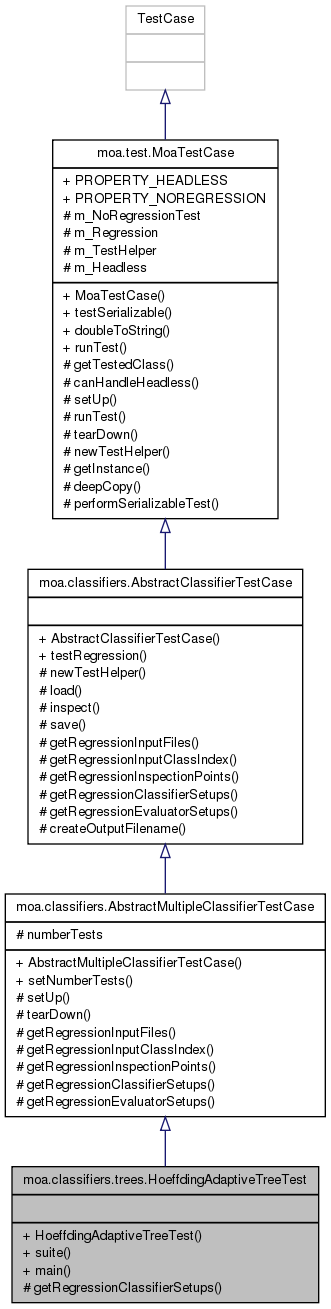 TestCase
moa.test.MoaTestCase
+ PROPERTY_HEADLESS
+ PROPERTY_NOREGRESSION
# m_NoRegressionTest
# m_Regression
# m_TestHelper
# m_Headless
+ MoaTestCase()
+ testSerializable()
+ doubleToString()
+ runTest()
# getTestedClass()
# canHandleHeadless()
# setUp()
# runTest()
# tearDown()
# newTestHelper()
# getInstance()
# deepCopy()
# performSerializableTest()
moa.classifiers.AbstractClassifierTestCase
+ AbstractClassifierTestCase()
+ testRegression()
# newTestHelper()
# load()
# inspect()
# save()
# getRegressionInputFiles()
# getRegressionInputClassIndex()
# getRegressionInspectionPoints()
# getRegressionClassifierSetups()
# getRegressionEvaluatorSetups()
# createOutputFilename()
moa.classifiers.AbstractMultipleClassifierTestCase
# numberTests
+ AbstractMultipleClassifierTestCase()
+ setNumberTests()
# setUp()
# tearDown()
# getRegressionInputFiles()
# getRegressionInputClassIndex()
# getRegressionInspectionPoints()
# getRegressionClassifierSetups()
# getRegressionEvaluatorSetups()
moa.classifiers.trees.HoeffdingAdaptiveTreeTest
+ HoeffdingAdaptiveTreeTest()
+ suite()
+ main()
# getRegressionClassifierSetups()